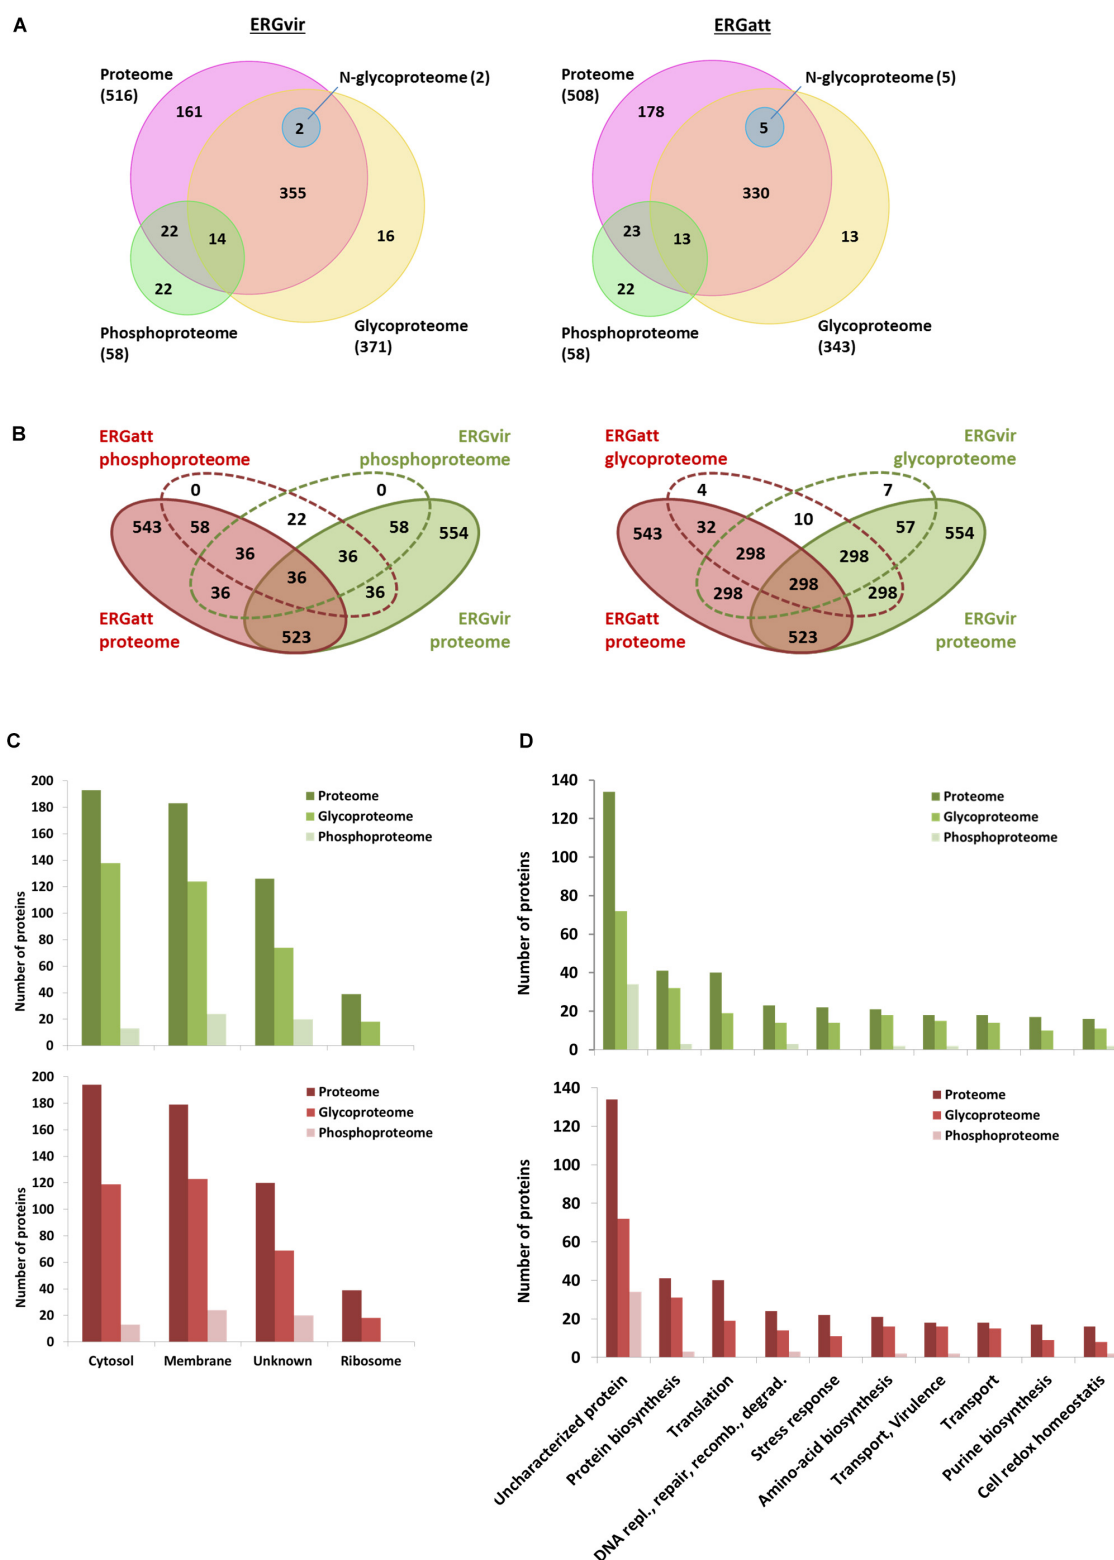 A
ERGvir
ERGatt
Proteome
(516)
N-glycoproteome (2)
161
2
355
22
14
16
22
Phosphoproteome
(58)
Glycoproteome
(371)
Proteome
(508)
N-glycoproteome (5)
178
5
330
23
13
13
22
Phosphoproteome
(58)
Glycoproteome
(343)
B
ERGatt
phosphoproteome
ERGvir
phosphoproteome
0
0
543
58
22
58
554
36
36
36
36
36
523
ERGatt
proteome
ERGvir
proteome
ERGatt
glycoproteome
ERGvir
glycoproteome
4
7
543
32
10
57
554
298
298
298
298
298
523
ERGatt
proteome
ERGvir
proteome
C
Number of proteins
200
180
160
140
120
100
80
60
40
20
0
Proteome
Glycoproteome
Phosphoproteome
Number of proteins
200
180
160
140
120
100
80
60
40
20
0
Proteome
Glycoproteome
Phosphoproteome
Cytosol
Membrane
Unknown
Ribosome
D
Number of proteins
140
120
100
80
60
40
20
0
Proteome
Glycoproteome
Phosphoproteome
Number of proteins
140
120
100
80
60
40
20
0
Proteome
Glycoproteome
Phosphoproteome
Uncharacterized protein
Protein biosynthesis
Translation
DNA repl., repair, recomb., degrad.
Stress response
Amino-acid biosynthesis
Transport, Virulence
Transport
Purine biosynthesis
Cell redox homeostatis